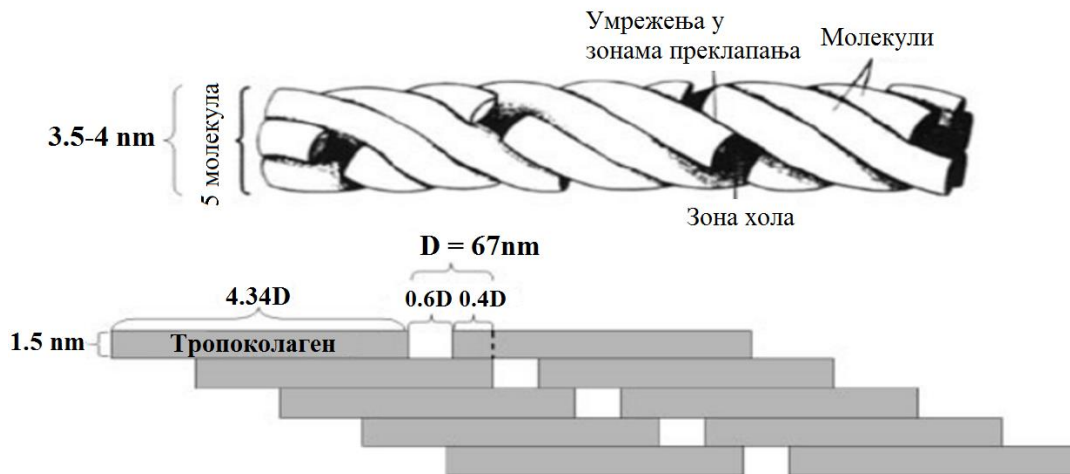 Умрежења у
зонама преклапања
Молекули
3.5-4 nm
5 молекула
Зона хола
D = 67nm
4.34D
0.6D
0.4D
1.5 nm
Тропоколаген